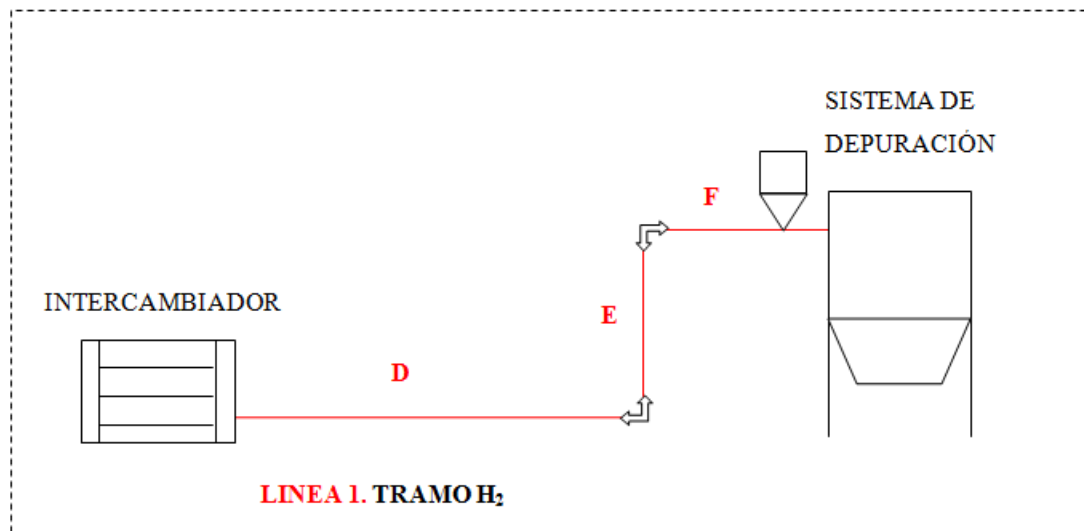 SISTEMA DE
DEPURACIÓN
F
INTERCAMBIADOR
E
D
LINEA 1. TRAMO H₂